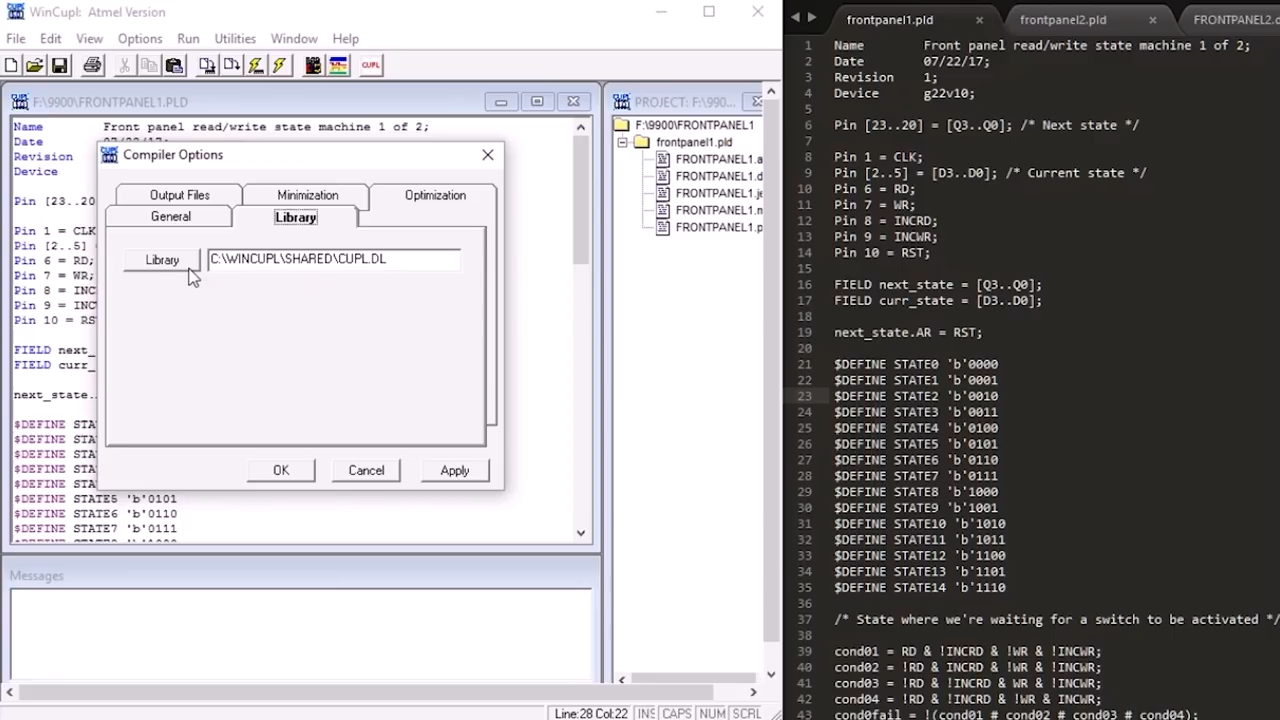 WinCupl: Atmel Version
File Edit View Options Run Utilities Window Help
CUPL
F:\9900\FRONTPANEL1.PLD
Name Front panel read/write state machine 1 of 2;
Date 07/22/17;
Revision
Device
Pin [23..20
Pin 1 = CLK
Pin [2..5] =
Pin 6 = RD;
Pin 7 = WR;
Pin 8 = INC
Pin 9 = INC
Pin 10 = RS
FIELD next_
FIELD curr_
next_state.
$DEFINE STA
$DEFINE STA
$DEFINE STA
$DEFINE STA
$DEFINE STA
$DEFINE STATE5 'b'0101
$DEFINE STATE6 'b'0110
$DEFINE STATE7 'b'0111
Compiler Options
Output Files Minimization Optimization
General Library
Library C:\WINCUPL\SHARED\CUPL.DL
OK Cancel Apply
Messages
PROJECT: F:\990...
F:\9900\FRONTPANEL1
frontpanel1.pld
FRONTPANEL1.a
FRONTPANEL1.d
FRONTPANEL1.je
FRONTPANEL1.n
FRONTPANEL1.p
Line:28 Col:22 INS CAPS NUM SCRL
frontpanel1.pld frontpanel2.pld FRONTPANEL2.
1 Name Front panel read/write state machine 1 of 2;
2 Date 07/22/17;
3 Revision 1;
4 Device g22v10;
5
6 Pin [23..20] = [Q3..Q0]; /* Next state */
7
8 Pin 1 = CLK;
9 Pin [2..5] = [D3..D0]; /* Current state */
10 Pin 6 = RD;
11 Pin 7 = WR;
12 Pin 8 = INCRD;
13 Pin 9 = INCWR;
14 Pin 10 = RST;
15
16 FIELD next_state = [Q3..Q0];
17 FIELD curr_state = [D3..D0];
18
19 next_state.AR = RST;
20
21 $DEFINE STATE0 'b'0000
22 $DEFINE STATE1 'b'0001
23 $DEFINE STATE2 'b'0010
24 $DEFINE STATE3 'b'0011
25 $DEFINE STATE4 'b'0100
26 $DEFINE STATE5 'b'0101
27 $DEFINE STATE6 'b'0110
28 $DEFINE STATE7 'b'0111
29 $DEFINE STATE8 'b'1000
30 $DEFINE STATE9 'b'1001
31 $DEFINE STATE10 'b'1010
32 $DEFINE STATE11 'b'1011
33 $DEFINE STATE12 'b'1100
34 $DEFINE STATE13 'b'1101
35 $DEFINE STATE14 'b'1110
36
37 /* State where we're waiting for a switch to be activated */
38
39 cond01 = RD & !INCRD & !WR & !INCWR;
40 cond02 = !RD & INCRD & !WR & !INCWR;
41 cond03 = !RD & !INCRD & WR & !INCWR;
42 cond04 = !RD & !INCRD & !WR & INCWR;
43 cond0fail = !(cond01 # cond02 # cond03 # cond04);